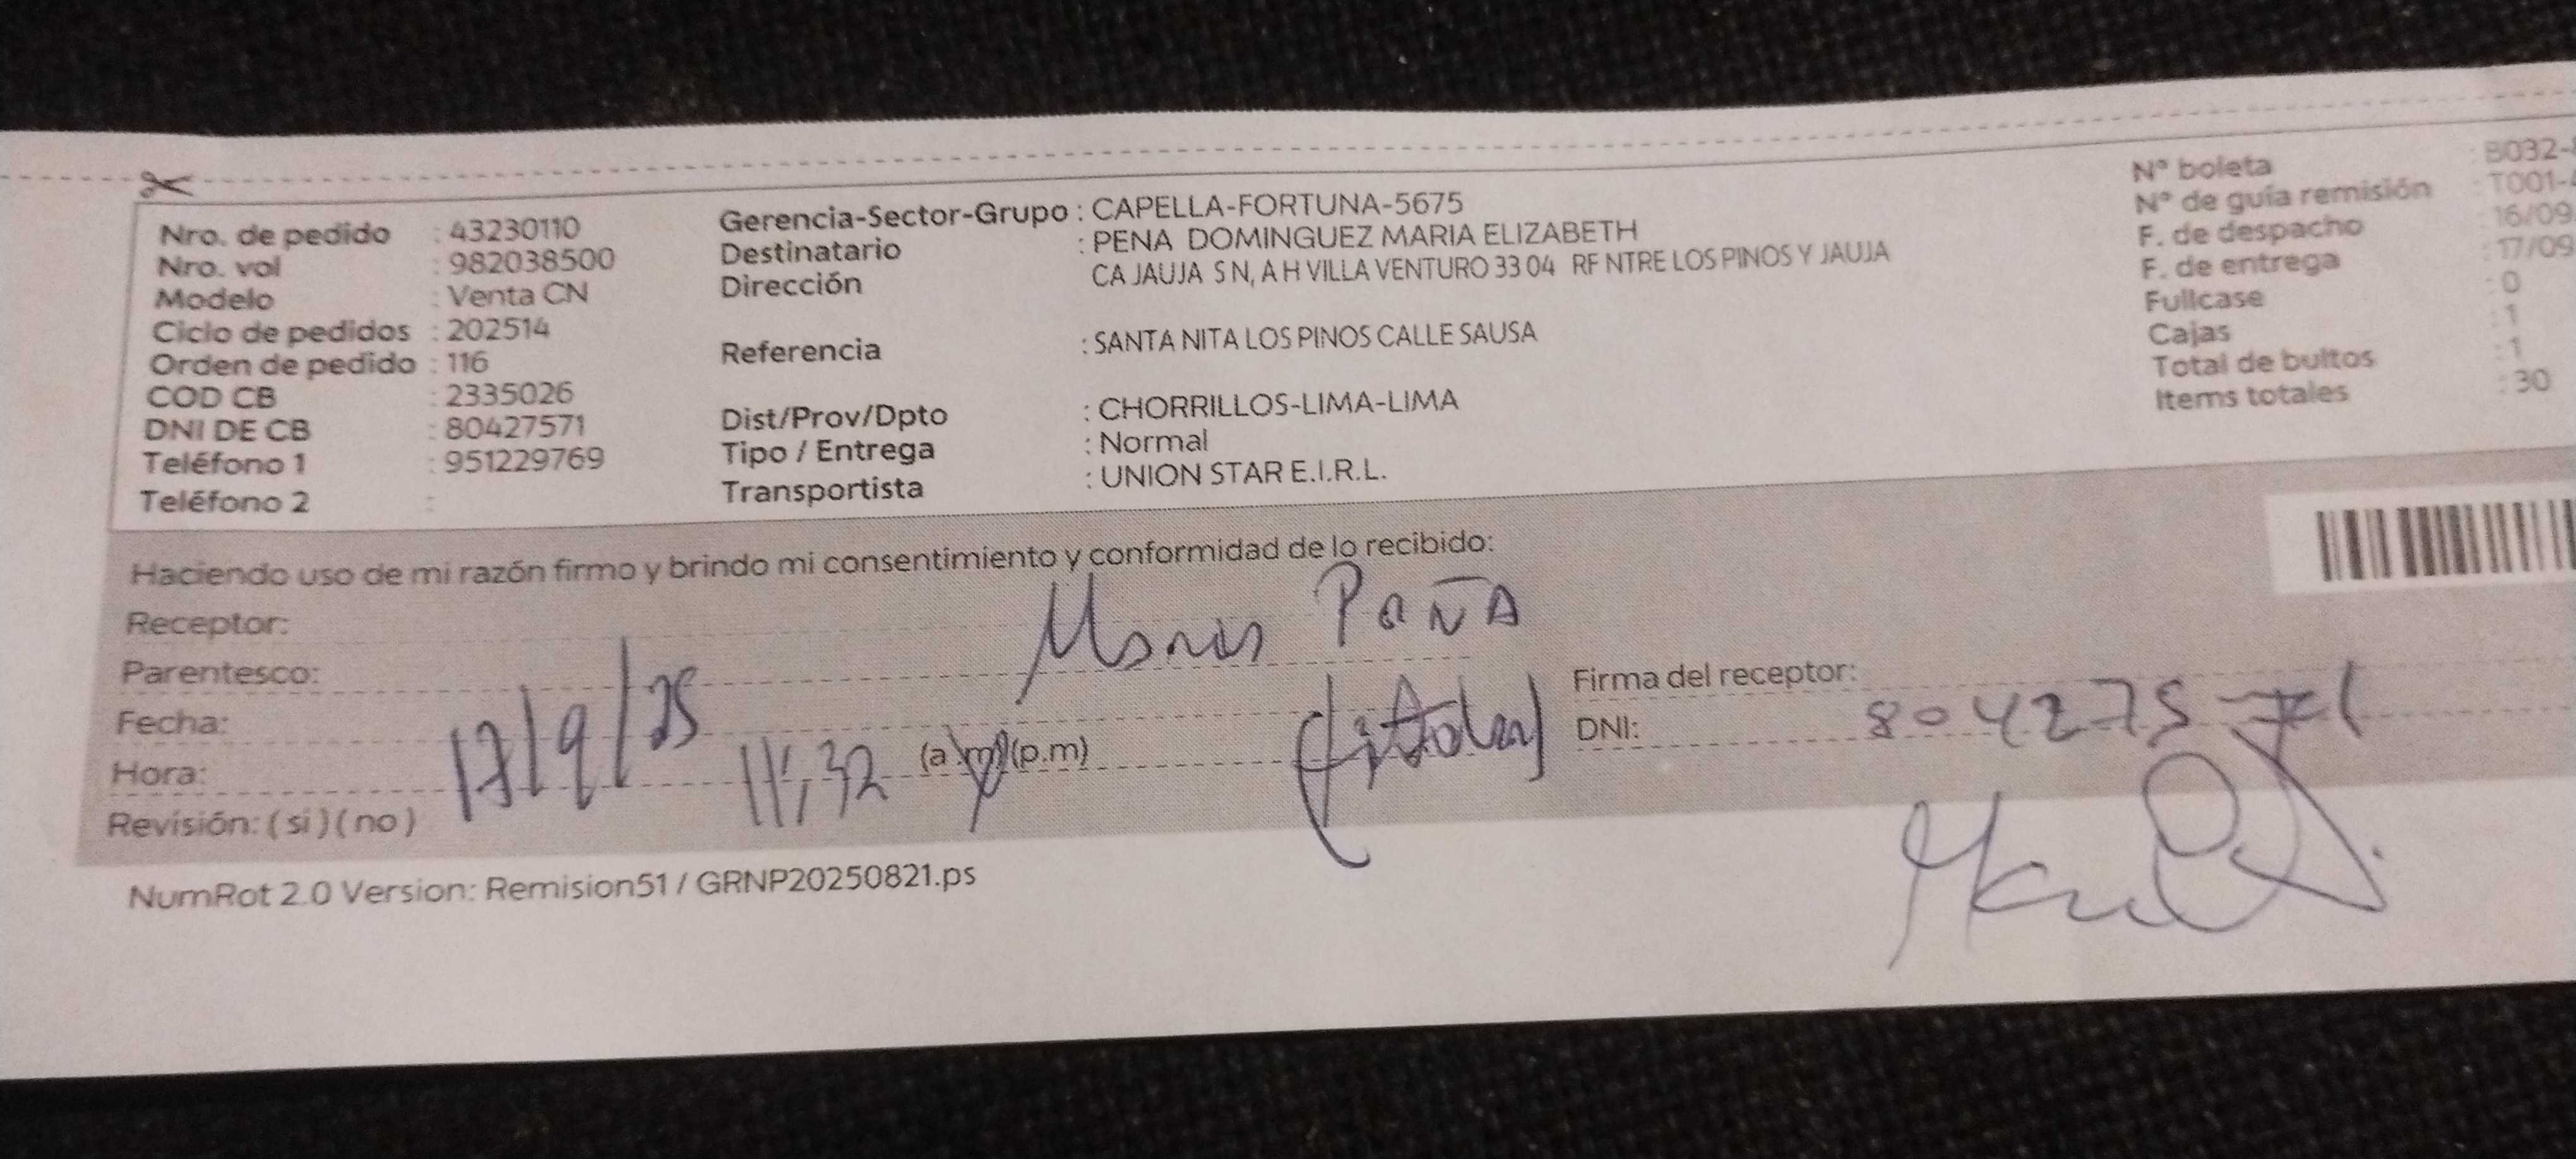 Nro. de pedido : 43230110
Nro. vol : 982038500
Modelo : Venta CN
Ciclo de pedidos : 202514
Orden de pedido : 116
COD CB : 2335026
DNI DE CB : 80427571
Teléfono 1 : 951229769
Teléfono 2 :
Gerencia-Sector-Grupo : CAPELLA-FORTUNA-5675
Destinatario : PENA DOMINGUEZ MARIA ELIZABETH
Dirección CA JAUJA S N, A H VILLA VENTURO 33 04 RF NTRE LOS PINOS Y JAUJA
Referencia : SANTA NITA LOS PINOS CALLE SAUSA
Dist/Prov/Dpto : CHORRILLOS-LIMA-LIMA
Tipo / Entrega : Normal
Transportista : UNION STAR E.I.R.L.
N° boleta : B032-
N° de guía remisión : T001-
F. de despacho : 16/09
F. de entrega : 17/09
Fullcase : 0
Cajas : 1
Total de bultos : 1
Items totales : 30
Haciendo uso de mi razón firmo y brindo mi consentimiento y conformidad de lo recibido:
Receptor: PEÑA
Parentesco: (titular)
Fecha: 17/9/25
Hora: 11:32 (a.m)(p.m)
Revisión: ( si ) ( no )
Firma del receptor:
DNI: 80427571
NumRot 2.0 Version: Remision51 / GRNP20250821.ps